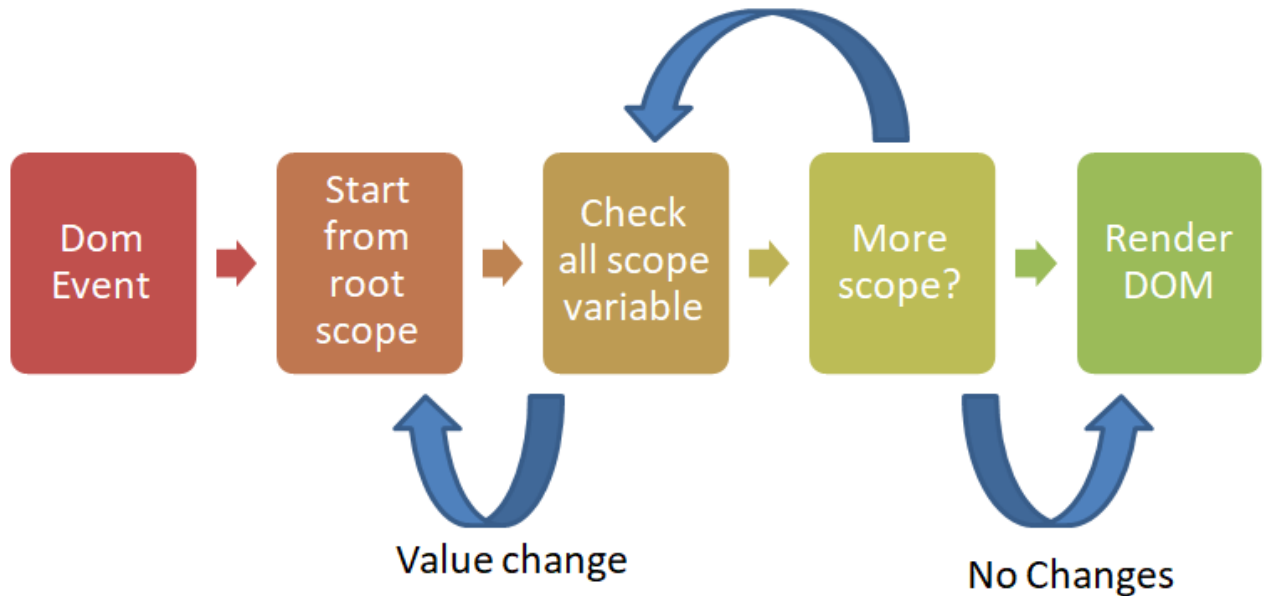 Dom
Event
Start
from
root
scope
Check
all scope
variable
More
scope?
Render
DOM
Value change
No Changes